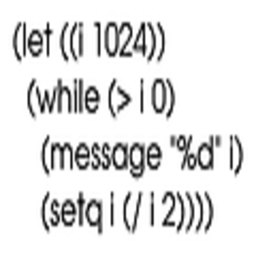 (let ((i 1024))
(while (> i 0)
(message "%d" i)
(setq i (/ i 2))))